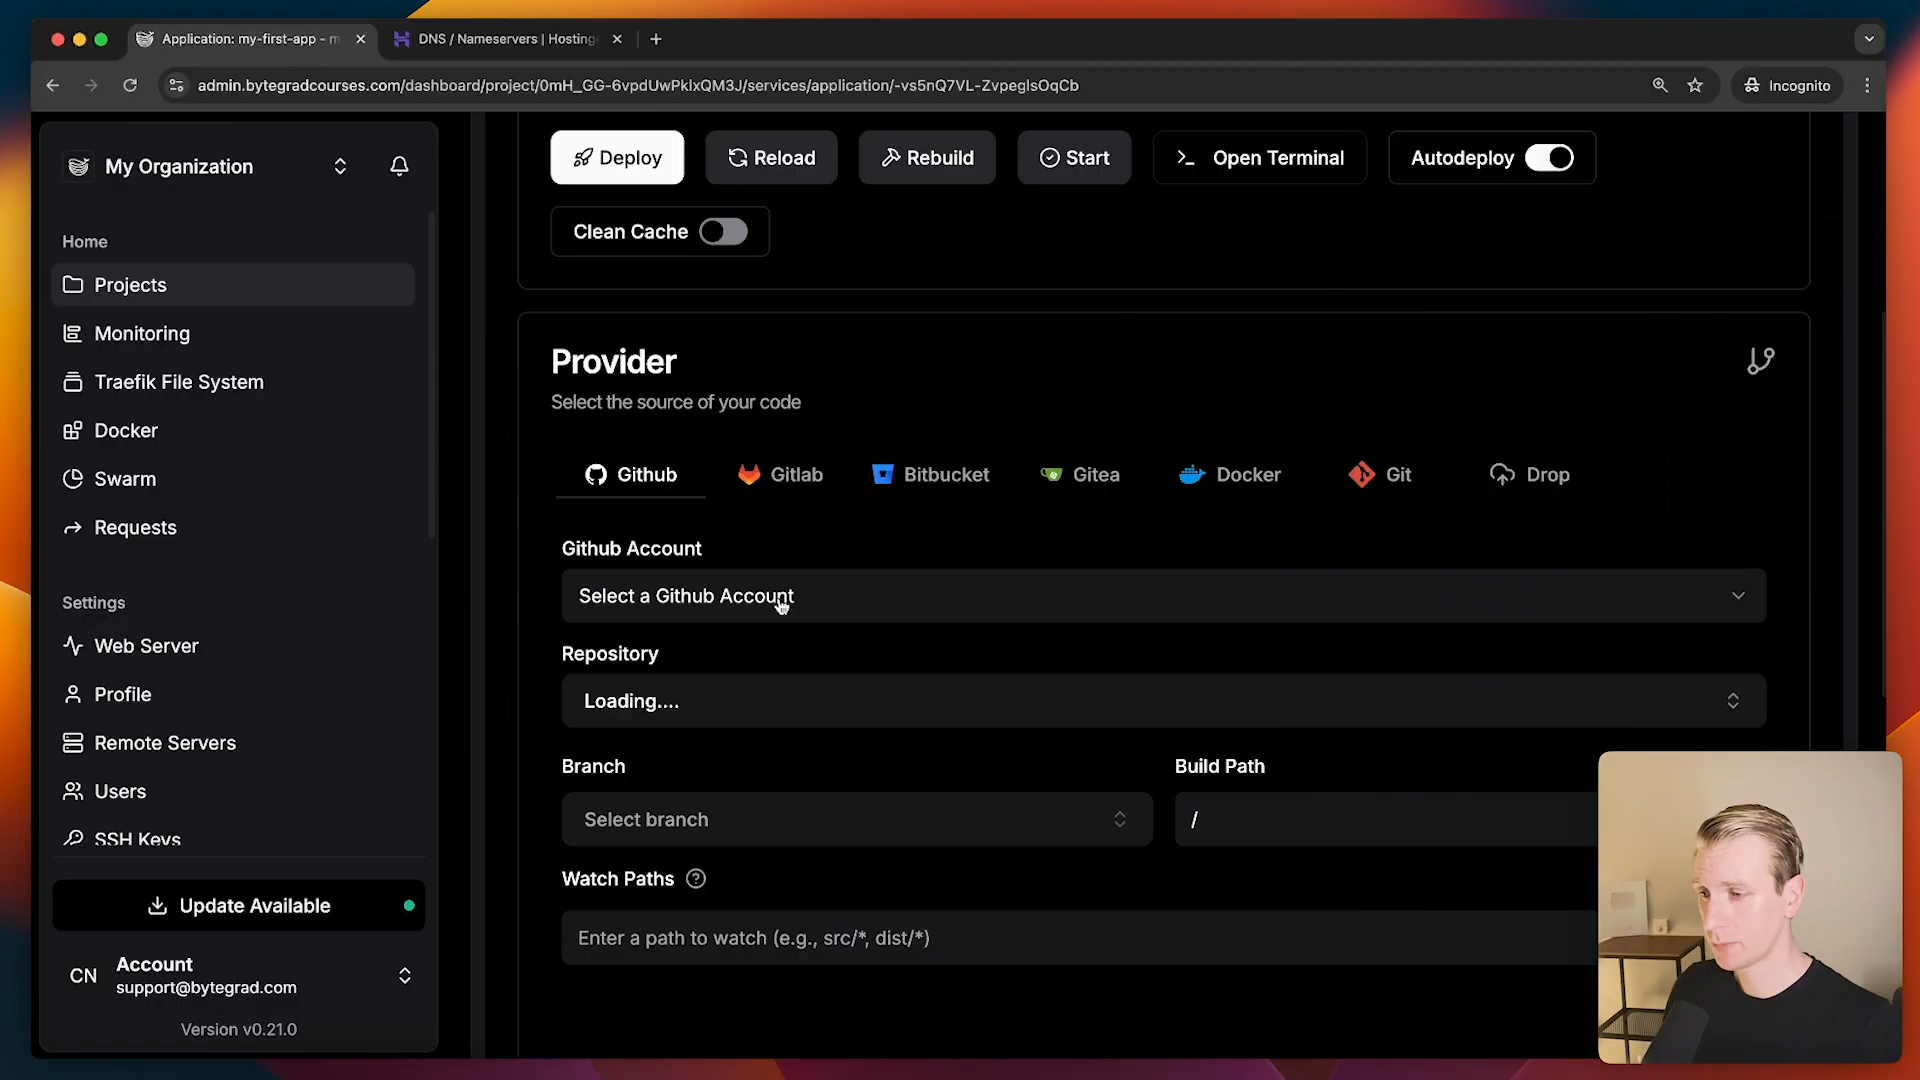 Application: my-first-app - m
DNS / Nameservers | Hosting
admin.bytegradcourses.com/dashboard/project/0mH_GG-6vpdUwPklxQM3J/services/application/-vs5nQ7VL-ZvpeglsOqCb
Incognito
My Organization
Home
Projects
Monitoring
Traefik File System
Docker
Swarm
Requests
Settings
Web Server
Profile
Remote Servers
Users
SSH Keys
Update Available
CN
Account
support@bytegrad.com
Version v0.21.0
Deploy
Reload
Rebuild
Start
Open Terminal
Autodeploy
Clean Cache
Provider
Select the source of your code
Github
Gitlab
Bitbucket
Gitea
Docker
Git
Drop
Github Account
Select a Github Account
Repository
Loading....
Branch
Select branch
Build Path
/
Watch Paths
Enter a path to watch (e.g., src/*, dist/*)